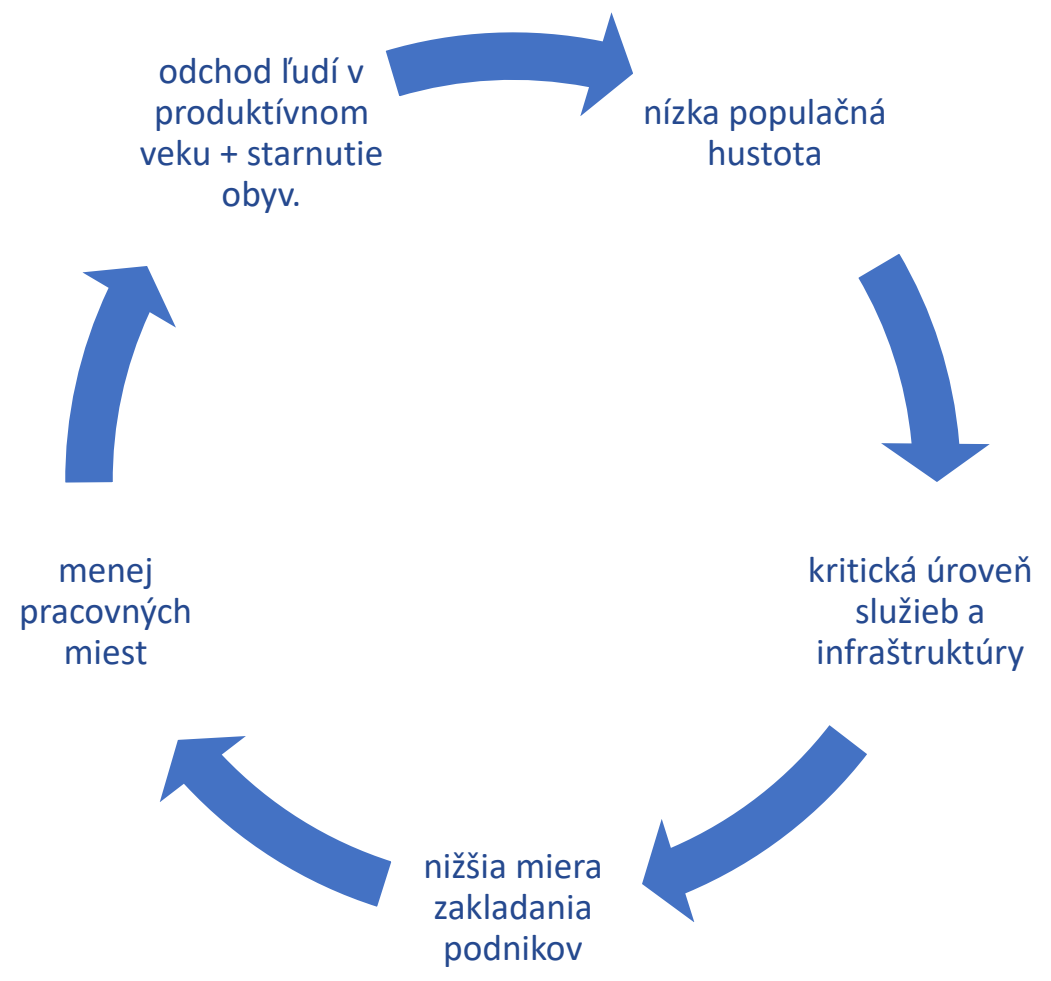 odchod ľudí v
produktívnom
veku + starnutie
obyv.
nízka populačná
hustota
kritická úroveň
služieb a
infraštruktúry
nižšia miera
zakladania
podnikov
menej
pracovných
miest